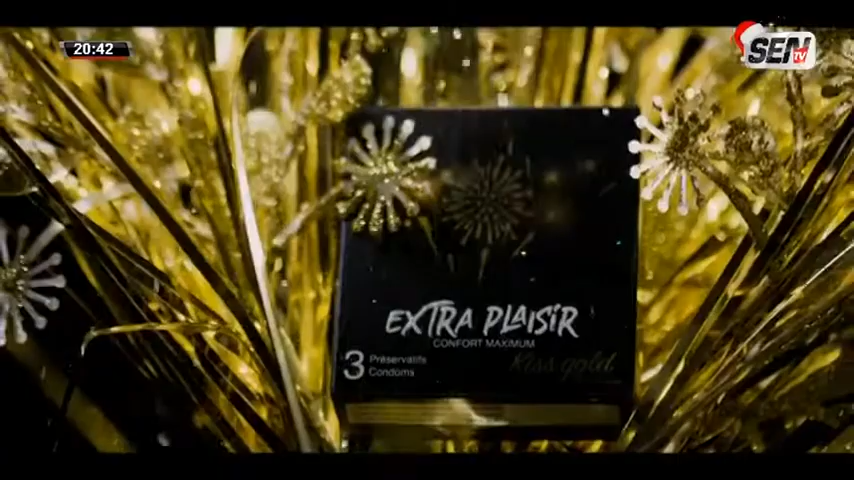 20:42
SEN TV
EXTRA PLAISIR
CONFORT MAXIMUM
Kiss gold
3 Préservatifs
Condoms